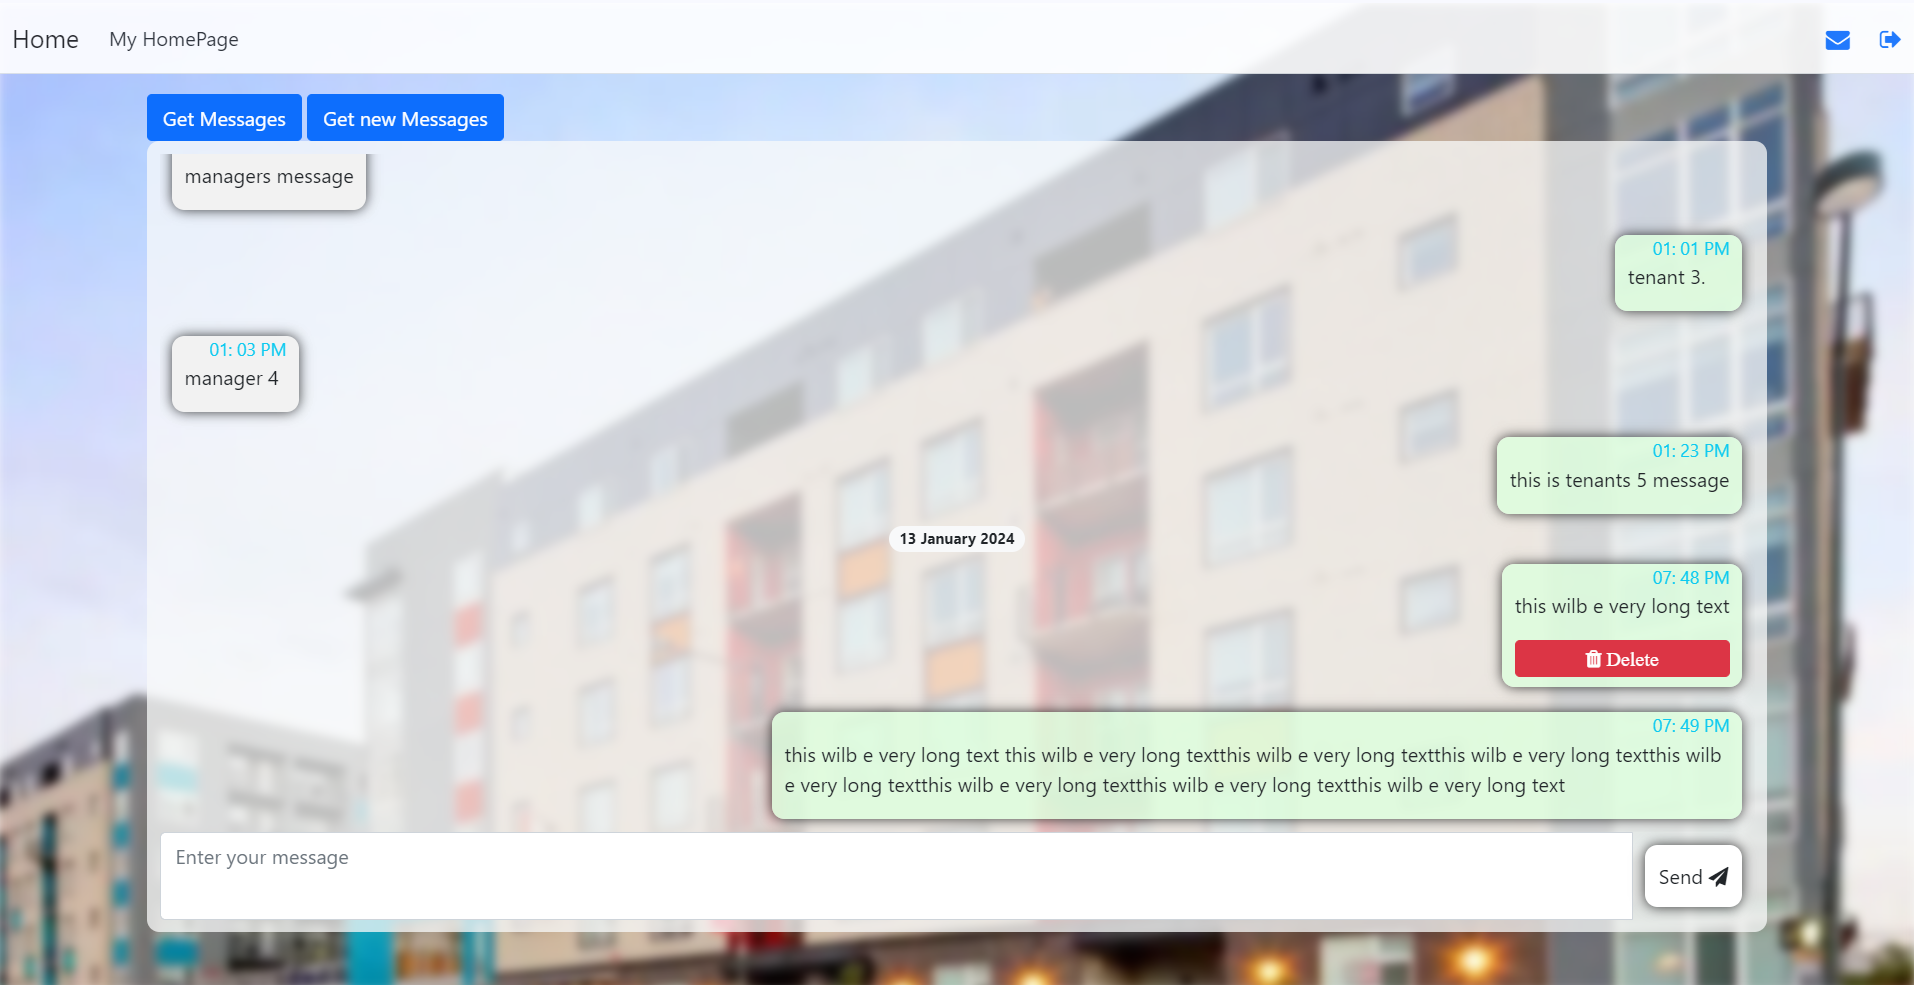 Home My HomePage
Get Messages Get new Messages
managers message
01: 01 PM
tenant 3.
01: 03 PM
manager 4
01: 23 PM
this is tenants 5 message
13 January 2024
07: 48 PM
this wilb e very long text
Delete
07: 49 PM
this wilb e very long text this wilb e very long textthis wilb e very long textthis wilb e very long textthis wilb
e very long textthis wilb e very long textthis wilb e very long textthis wilb e very long text
Enter your message
Send